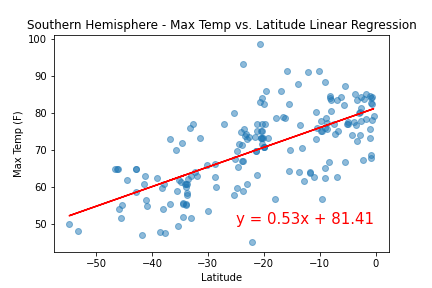 Southern Hemisphere - Max Temp vs. Latitude Linear Regression
Max Temp (F)
100
90
80
70
60
50
y = 0.53x + 81.41
−50 −40 −30 −20 −10 0
Latitude